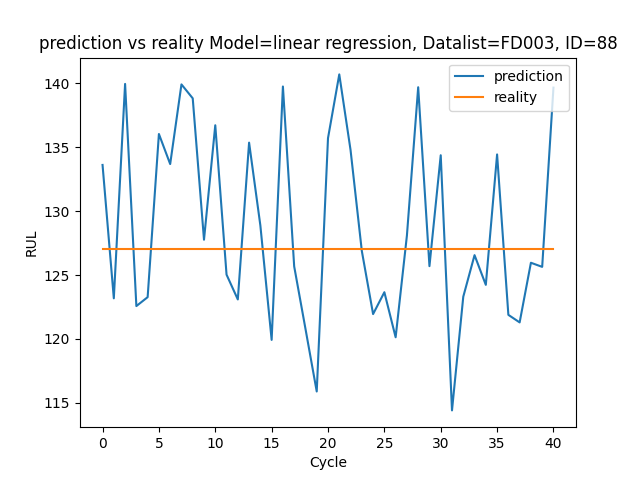 prediction vs reality Model=linear regression, Datalist=FD003, ID=88
prediction
reality
140
135
130
125
120
115
RUL
0 5 10 15 20 25 30 35 40
Cycle